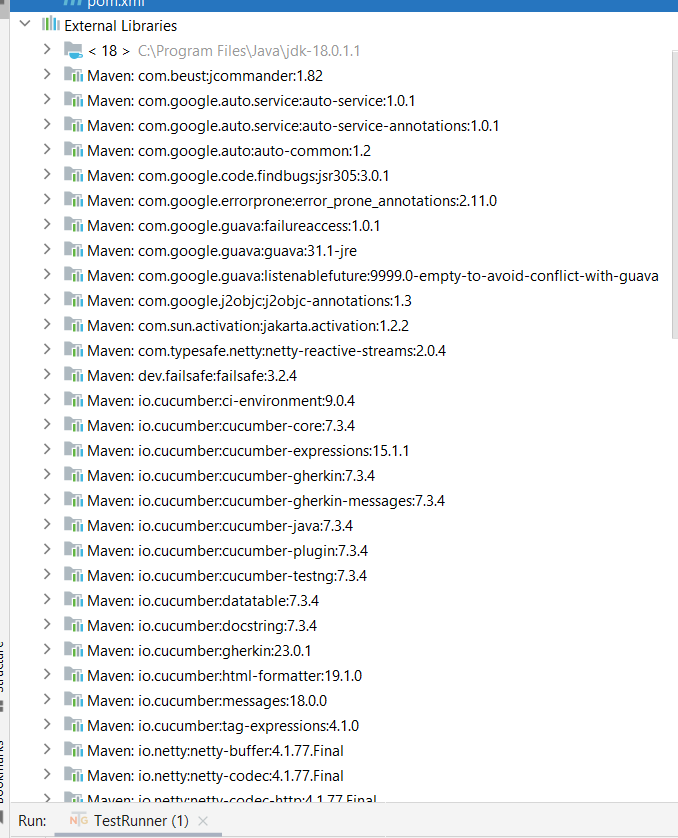 pom.xml
External Libraries
< 18 > C:\Program Files\Java\jdk-18.0.1.1
Maven: com.beust:jcommander:1.82
Maven: com.google.auto.service:auto-service:1.0.1
Maven: com.google.auto.service:auto-service-annotations:1.0.1
Maven: com.google.auto:auto-common:1.2
Maven: com.google.code.findbugs:jsr305:3.0.1
Maven: com.google.errorprone:error_prone_annotations:2.11.0
Maven: com.google.guava:failureaccess:1.0.1
Maven: com.google.guava:guava:31.1-jre
Maven: com.google.guava:listenablefuture:9999.0-empty-to-avoid-conflict-with-guava
Maven: com.google.j2objc:j2objc-annotations:1.3
Maven: com.sun.activation:jakarta.activation:1.2.2
Maven: com.typesafe.netty:netty-reactive-streams:2.0.4
Maven: dev.failsafe:failsafe:3.2.4
Maven: io.cucumber:ci-environment:9.0.4
Maven: io.cucumber:cucumber-core:7.3.4
Maven: io.cucumber:cucumber-expressions:15.1.1
Maven: io.cucumber:cucumber-gherkin:7.3.4
Maven: io.cucumber:cucumber-gherkin-messages:7.3.4
Maven: io.cucumber:cucumber-java:7.3.4
Maven: io.cucumber:cucumber-plugin:7.3.4
Maven: io.cucumber:cucumber-testng:7.3.4
Maven: io.cucumber:datatable:7.3.4
Maven: io.cucumber:docstring:7.3.4
Maven: io.cucumber:gherkin:23.0.1
Maven: io.cucumber:html-formatter:19.1.0
Maven: io.cucumber:messages:18.0.0
Maven: io.cucumber:tag-expressions:4.1.0
Maven: io.netty:netty-buffer:4.1.77.Final
Maven: io.netty:netty-codec:4.1.77.Final
Maven: io.netty:netty-codec-http:4.1.77.Final
Run: NG TestRunner (1)